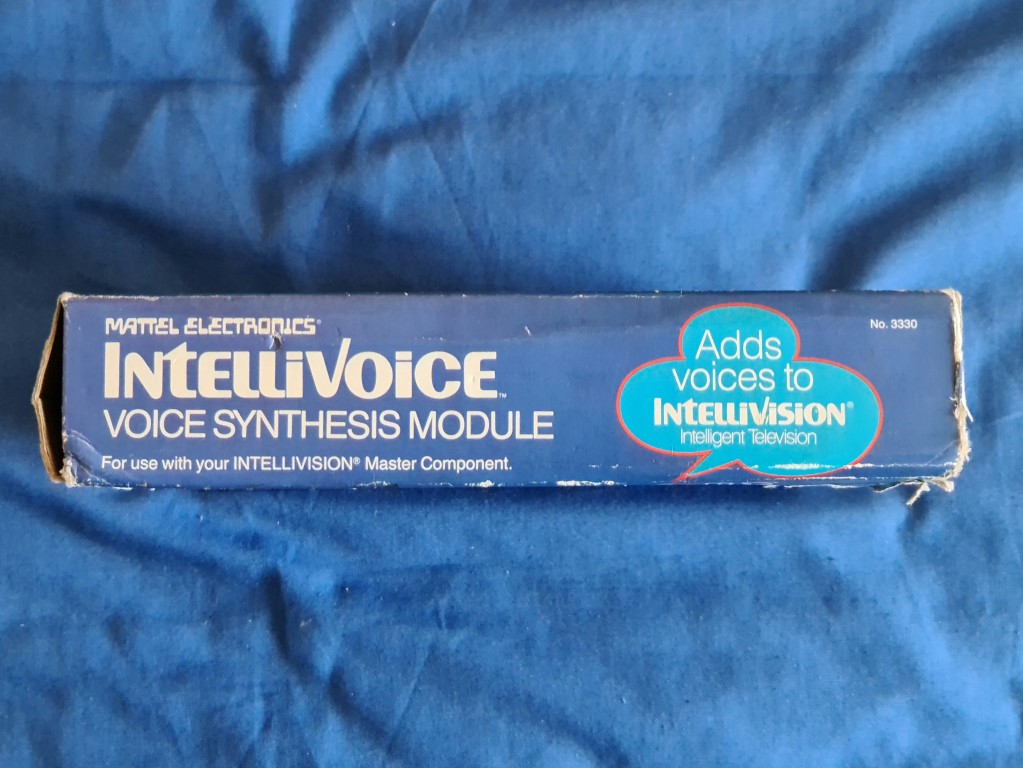 MATTEL ELECTRONICS®
INTELLIVOICE™
VOICE SYNTHESIS MODULE
For use with your INTELLIVISION® Master Component.
Adds
voices to
INTELLIVISION®
Intelligent Television
No. 3330